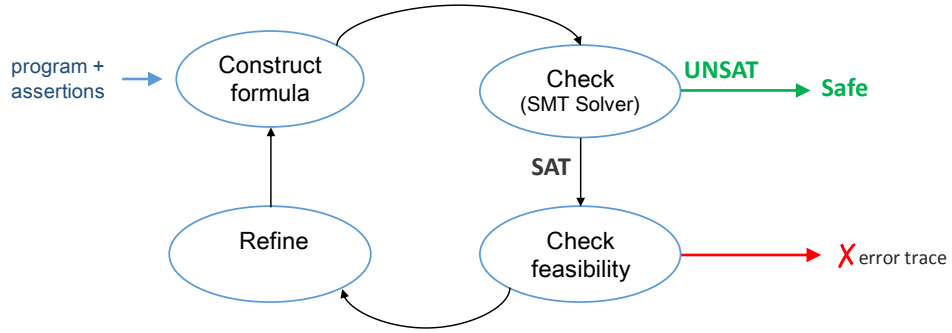 program +
assertions
Construct
formula
Check
(SMT Solver)
UNSAT
Safe
SAT
Refine
Check
feasibility
✗ error trace